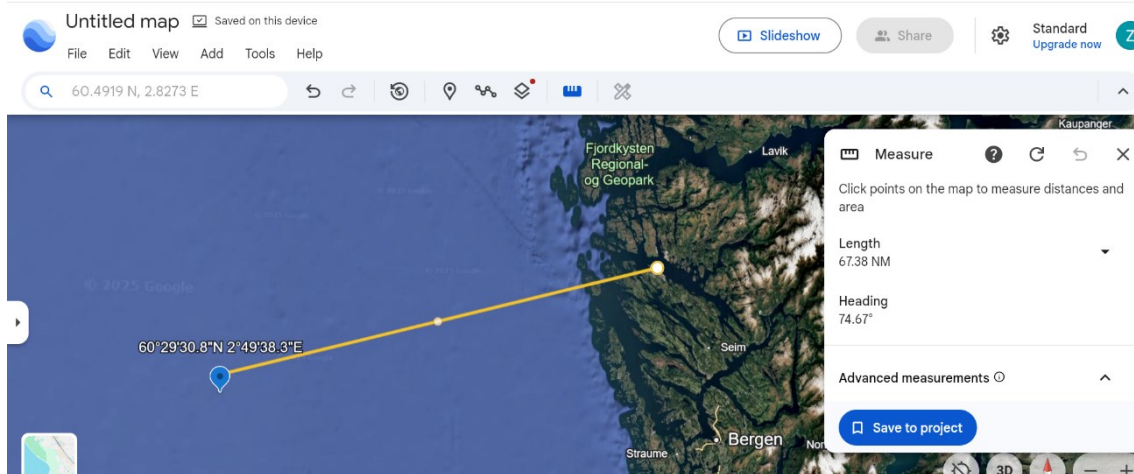 Untitled map
Saved on this device
Slideshow
Share
Standard
Upgrade now
Z
File Edit View Add Tools Help
60.4919 N, 2.8273 E
Kaupanger
Fjordkysten
Regional-
og Geopark
Lavik
Measure
Click points on the map to measure distances and
area
Length
67.38 NM
Heading
74.67°
© 2025 Google
60°29'30.8"N 2°49'38.3"E
Seim
Advanced measurements
Save to project
Bergen
Nor
Straume
3D